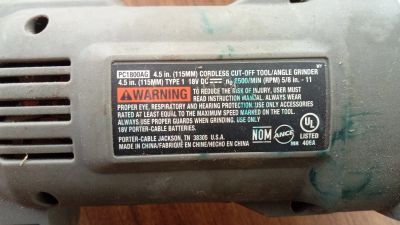 PC1800AG 4.5 in. (115MM) CORDLESS CUT-OFF TOOL/ANGLE GRINDER
4.5 in. (115MM) TYPE 1 18V DC n₀ 8500/MIN (RPM) 5/8 in. - 11
WARNING TO REDUCE THE RISK OF INJURY, USER MUST
READ INSTRUCTION MANUAL. ALWAYS USE
PROPER EYE, RESPIRATORY AND HEARING PROTECTION. USE ONLY ACCESSORIES
RATED AT LEAST EQUAL TO THE MAXIMUM SPEED MARKED ON THE TOOL.
ALWAYS USE PROPER GUARDS WHEN GRINDING. USE ONLY
18V PORTER-CABLE BATTERIES.
PORTER-CABLE JACKSON, TN 38305 U.S.A.
MADE IN CHINA/FABRIQUÉ EN CHINE/HECHO EN CHINA
NOM ANCE
UL
LISTED